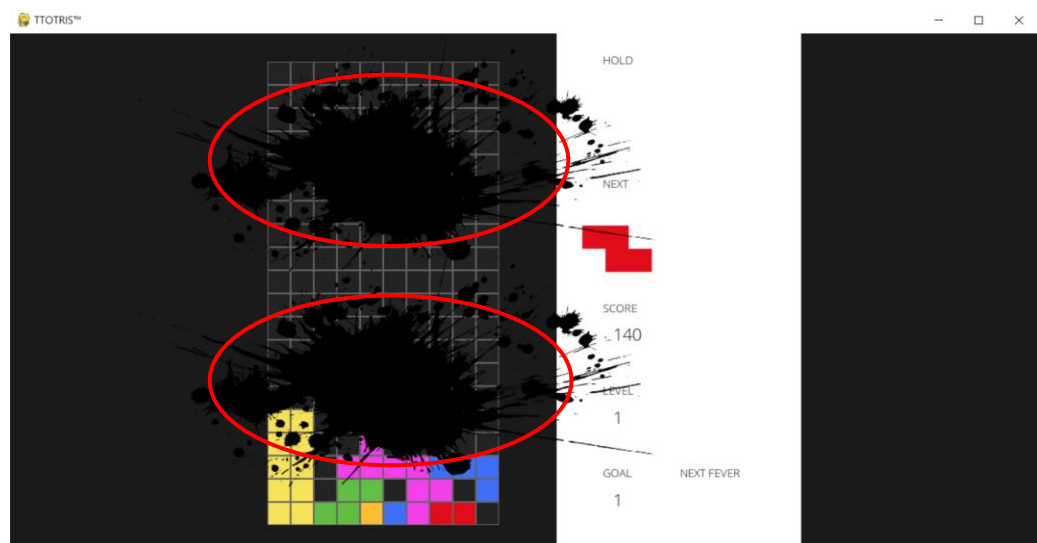 TTOTRIS™
HOLD
NEXT
SCORE
140
LEVEL
1
GOAL NEXT FEVER
1